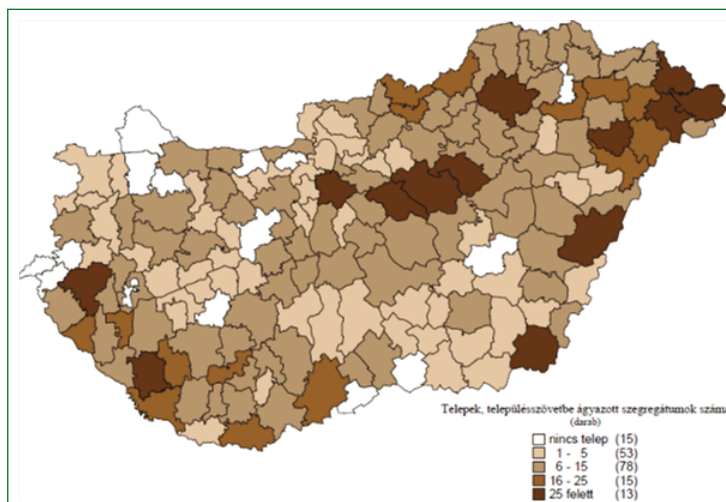 Telepek, településszövetbe ágyazott szegregátumok száma
(darab)
nincs telep (15)
1 - 5 (53)
6 - 15 (78)
16 - 25 (15)
25 felett (13)